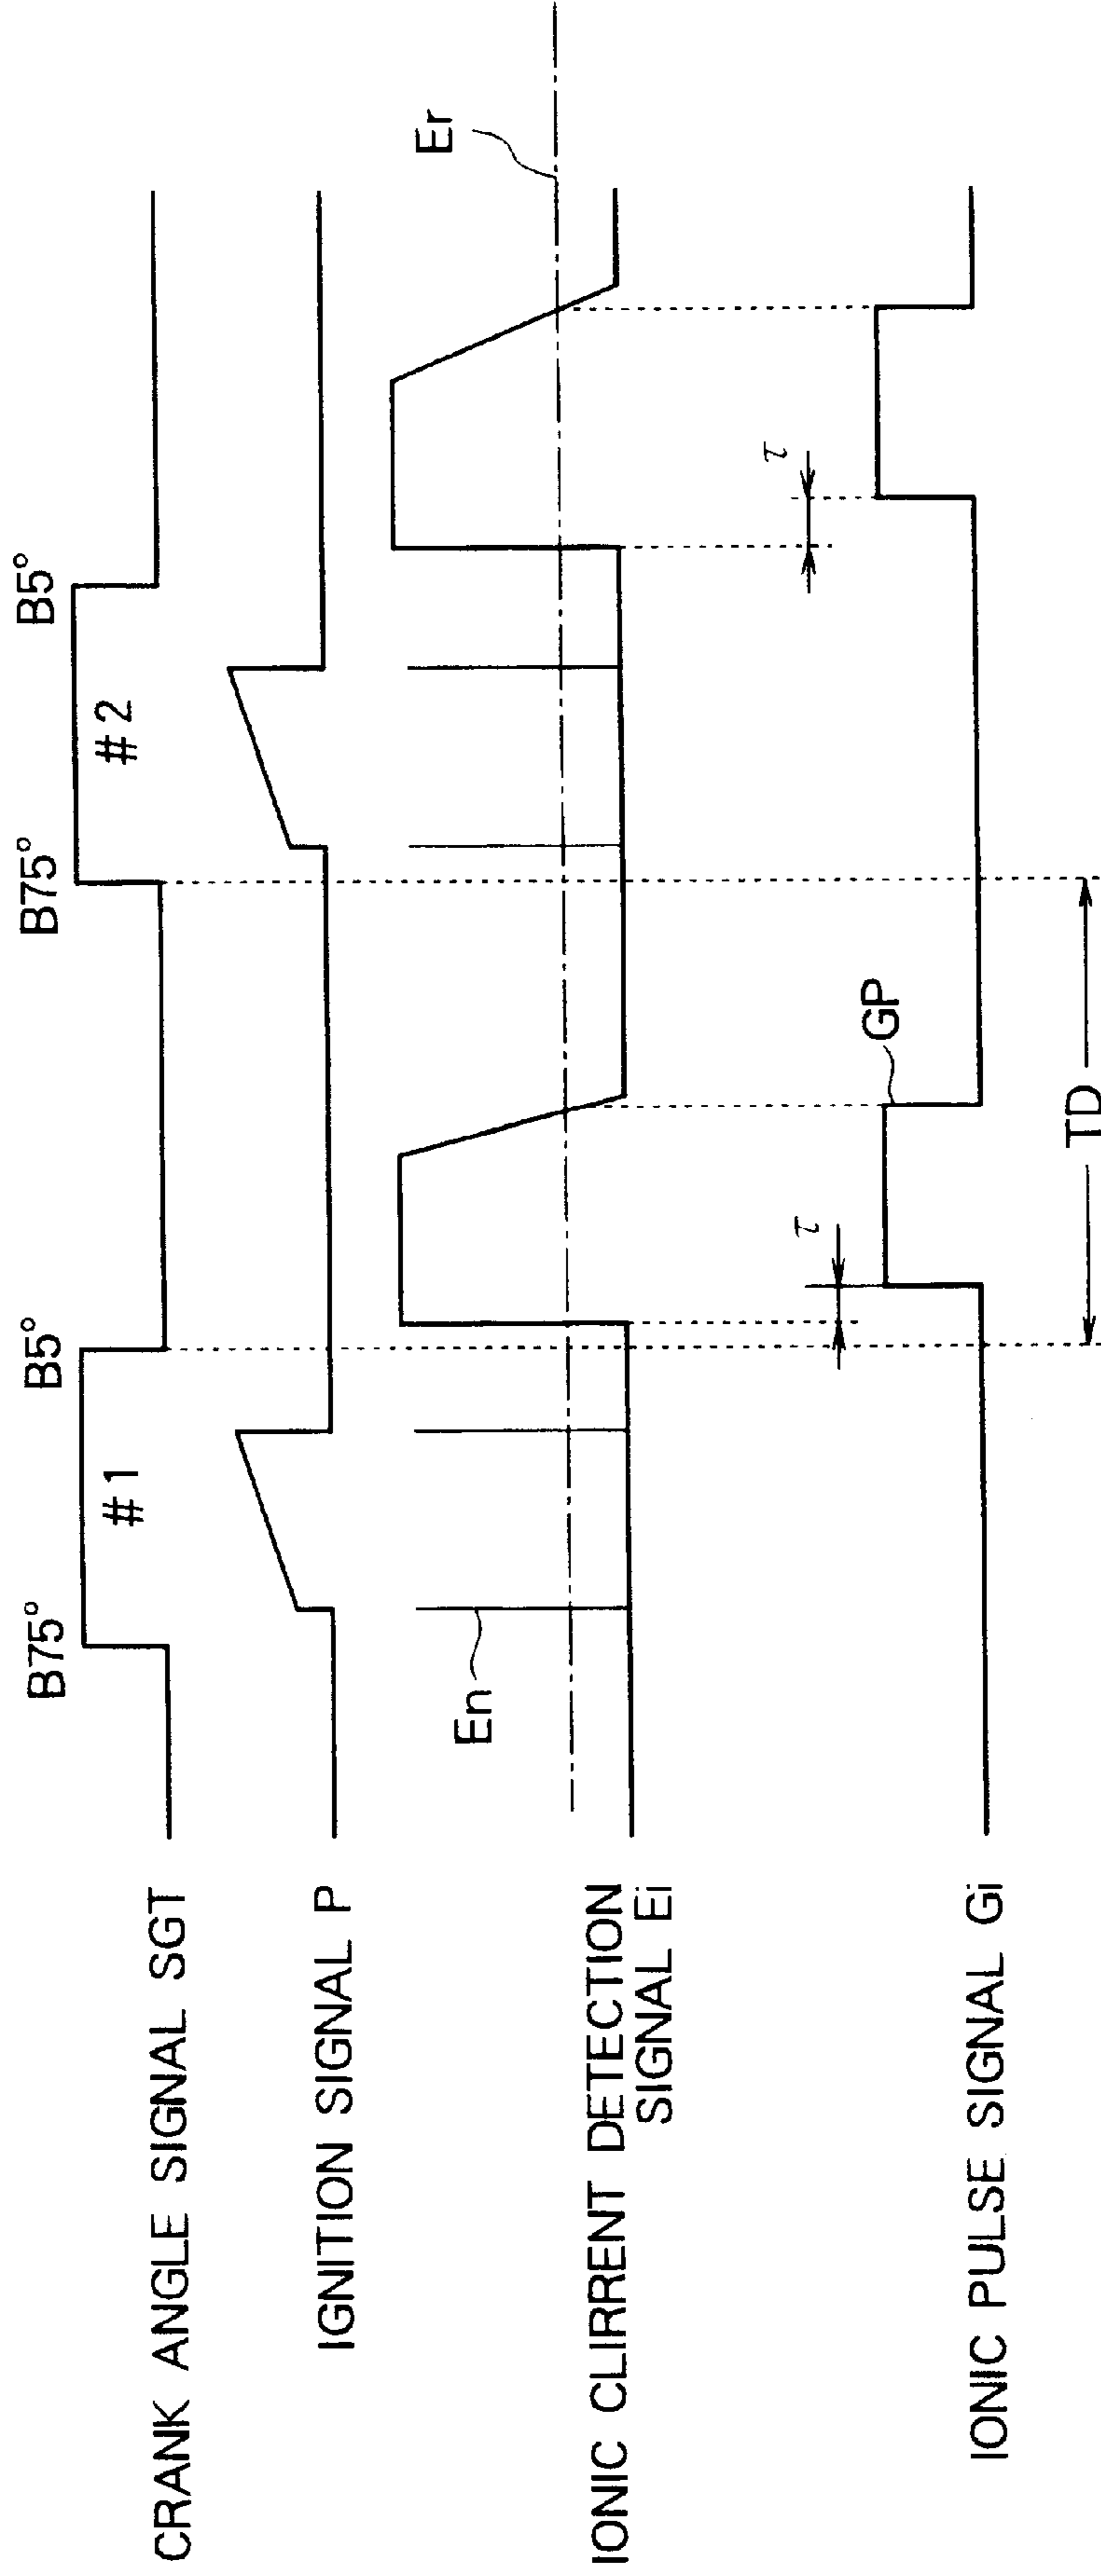 B75°
B5°
B75°
B5°
CRANK ANGLE SIGNAL SGT
#1
#2
IGNITION SIGNAL P
En
Er
IONIC CLIRRENT DETECTION
SIGNAL Ei
τ
τ
GP
IONIC PULSE SIGNAL Gi
TD